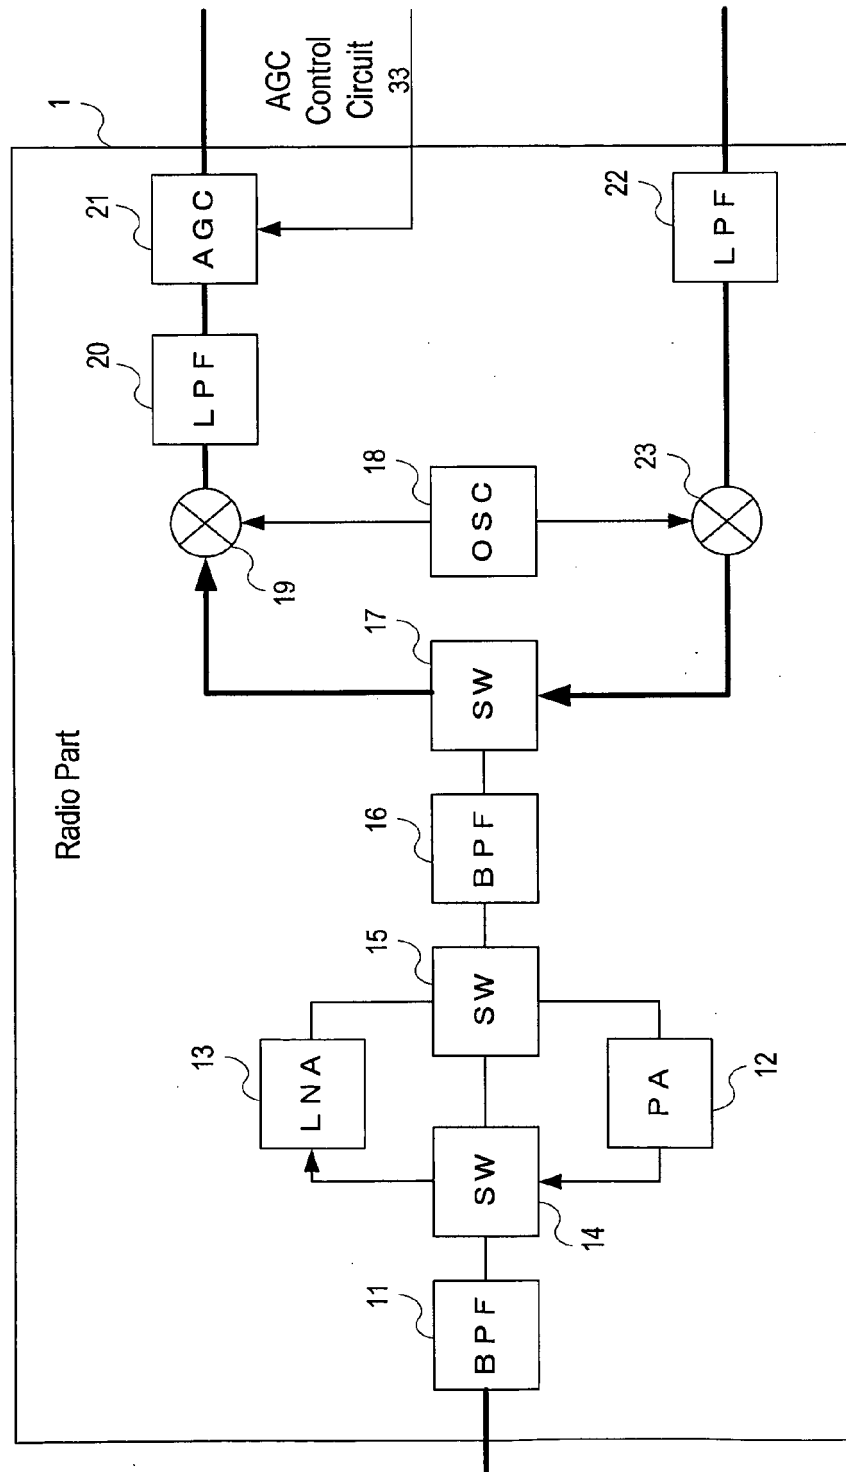 Radio Part
1
AGC
Control
Circuit
33
BPF
11
SW
14
LNA
13
PA
12
SW
15
BPF
16
SW
17
OSC
18
19
LPF
20
AGC
21
23
LPF
22